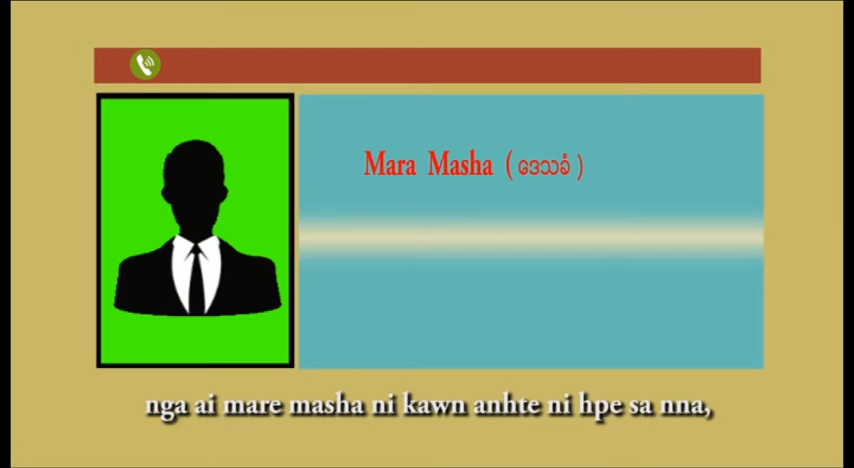 Mara Masha ( ဒေသခံ )
nga ai mare masha ni kawn anhte ni hpe sa nna,